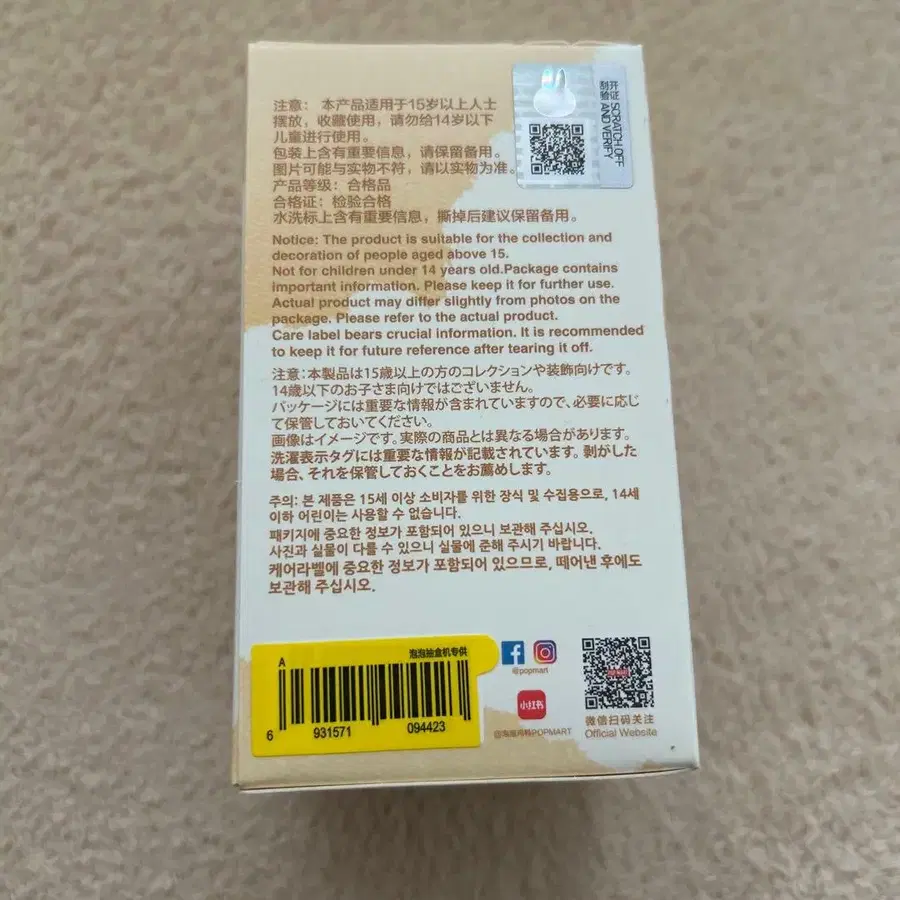 注意： 本产品适用于15岁以上人士
摆放，收藏使用，请勿给14岁以下
儿童进行使用。
包装上含有重要信息，请保留备用。
图片可能与实物不符，请以实物为准。
产品等级：合格品
合格证：检验合格
水洗标上含有重要信息，撕掉后建议保留备用。
刮开
验证
SCRATCH OFF
AND VERIFY
Notice: The product is suitable for the collection and
decoration of people aged above 15.
Not for children under 14 years old.Package contains
important information. Please keep it for further use.
Actual product may differ slightly from photos on the
package. Please refer to the actual product.
Care label bears crucial information. It is recommended
to keep it for future reference after tearing it off.
注意:本製品は15歳以上の方のコレクションや装飾向けです。
14歳以下のお子さま向けではございません。
パッケージには重要な情報が含まれていますので、必要に応じ
て保管しておいてください。
画像はイメージです。実際の商品とは異なる場合があります。
洗濯表示タグには重要な情報が記載されています。剥がした
場合、それを保管しておくことをお薦めします。
주의: 본 제품은 15세 이상 소비자를 위한 장식 및 수집용으로, 14세
이하 어린이는 사용할 수 없습니다.
패키지에 중요한 정보가 포함되어 있으니 보관해 주십시오.
사진과 실물이 다를 수 있으니 실물에 준해 주시기 바랍니다.
케어라벨에 중요한 정보가 포함되어 있으므로, 떼어낸 후에도
보관해 주십시오.
泡泡抽盒机专供
A
6 931571 094423
@popmart
小红书
@泡泡玛特POPMART
POP MART
微信扫码关注
Official Website